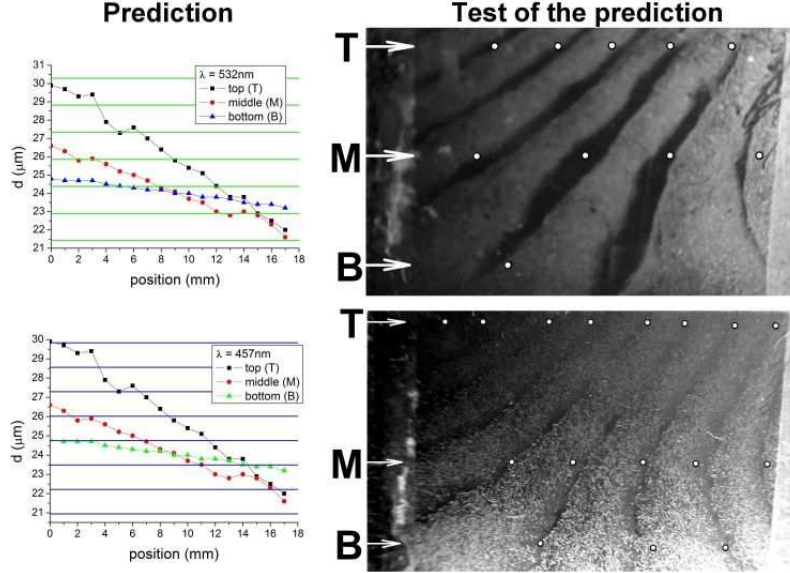 Prediction
Test of the prediction
31
30
29
28
27
26
25
24
23
22
21
d (μm)
λ = 532nm
top (T)
middle (M)
bottom (B)
0 2 4 6 8 10 12 14 16 18
position (mm)
T
M
B
30
29
28
27
26
25
24
23
22
21
d (μm)
λ = 457nm
top (T)
middle (M)
bottom (B)
0 2 4 6 8 10 12 14 16 18
position (mm)
T
M
B